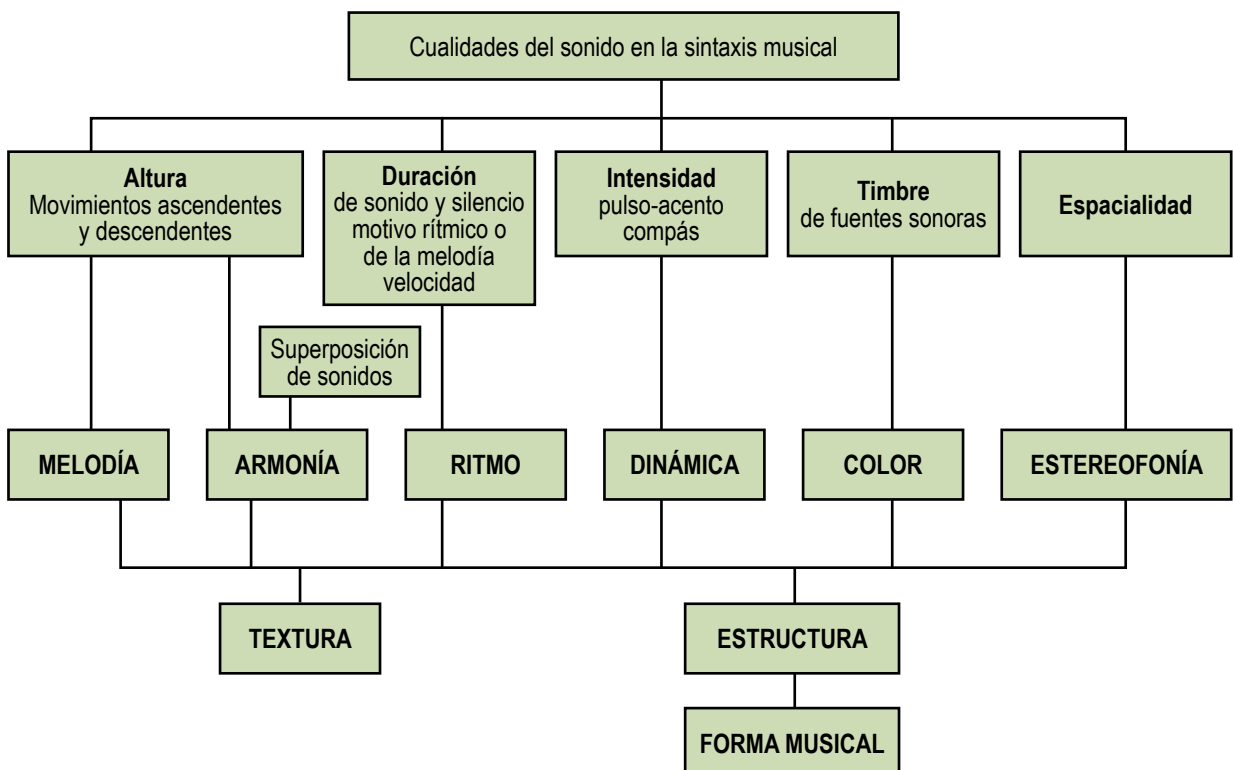 Cualidades del sonido en la sintaxis musical
Altura
Movimientos ascendentes
y descendentes
Duración
de sonido y silencio
motivo rítmico o
de la melodía
velocidad
Intensidad
pulso-acento
compás
Timbre
de fuentes sonoras
Espacialidad
Superposición
de sonidos
MELODÍA
ARMONÍA
RITMO
DINÁMICA
COLOR
ESTEREOFONÍA
TEXTURA
ESTRUCTURA
FORMA MUSICAL